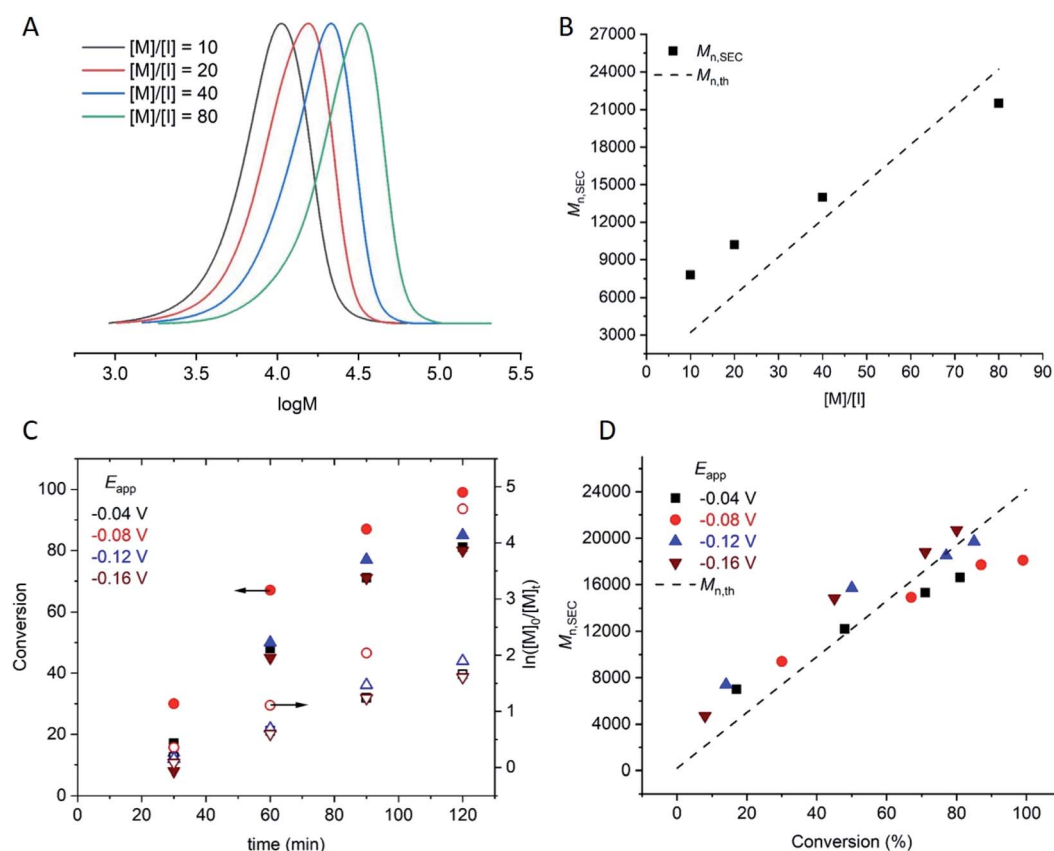 A
[M]/[I] = 10
[M]/[I] = 20
[M]/[I] = 40
[M]/[I] = 80
3.0 3.5 4.0 4.5 5.0 5.5
logM
B
27000
24000
21000
18000
15000
12000
9000
6000
3000
Mn,SEC
Mn,SEC
Mn,th
0 10 20 30 40 50 60 70 80 90
[M]/[I]
C
Eapp
-0.04 V
-0.08 V
-0.12 V
-0.16 V
100
80
60
40
20
0
Conversion
5
4
3
2
1
0
ln([M]0/[M]t
0 20 40 60 80 100 120
time (min)
D
Eapp
-0.04 V
-0.08 V
-0.12 V
-0.16 V
Mn,th
24000
20000
16000
12000
8000
4000
0
Mn,SEC
0 20 40 60 80 100
Conversion (%)